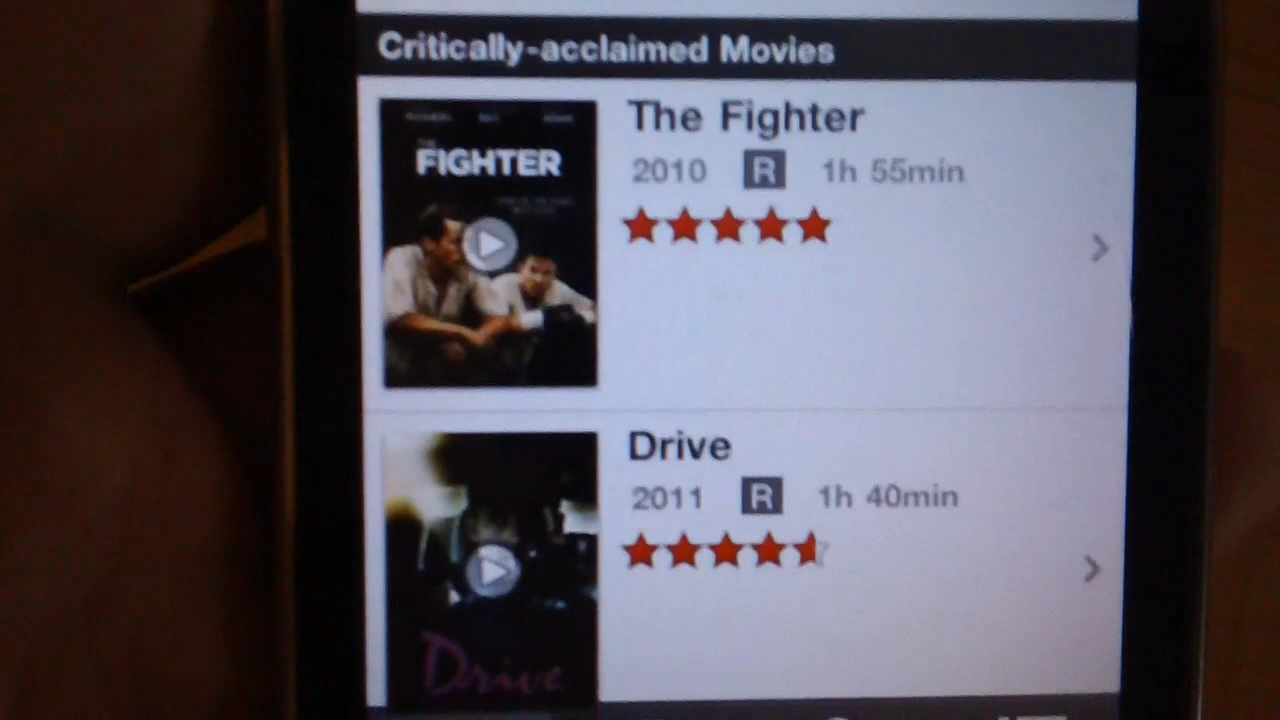 Critically-acclaimed Movies
The Fighter
2010 R 1h 55min
THE
FIGHTER
Drive
2011 R 1h 40min
Drive